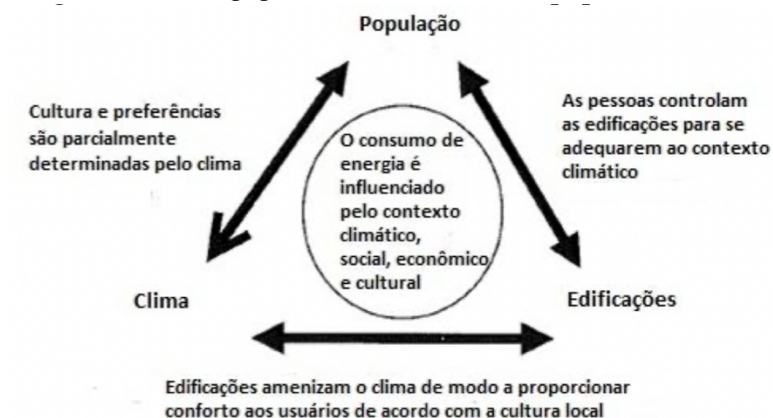 População
Cultura e preferências
são parcialmente
determinadas pelo clima
As pessoas controlam
as edificações para se
adequarem ao contexto
climático
O consumo de
energia é
influenciado
pelo contexto
climático,
social, econômico
e cultural
Clima
Edificações
Edificações amenizam o clima de modo a proporcionar
conforto aos usuários de acordo com a cultura local